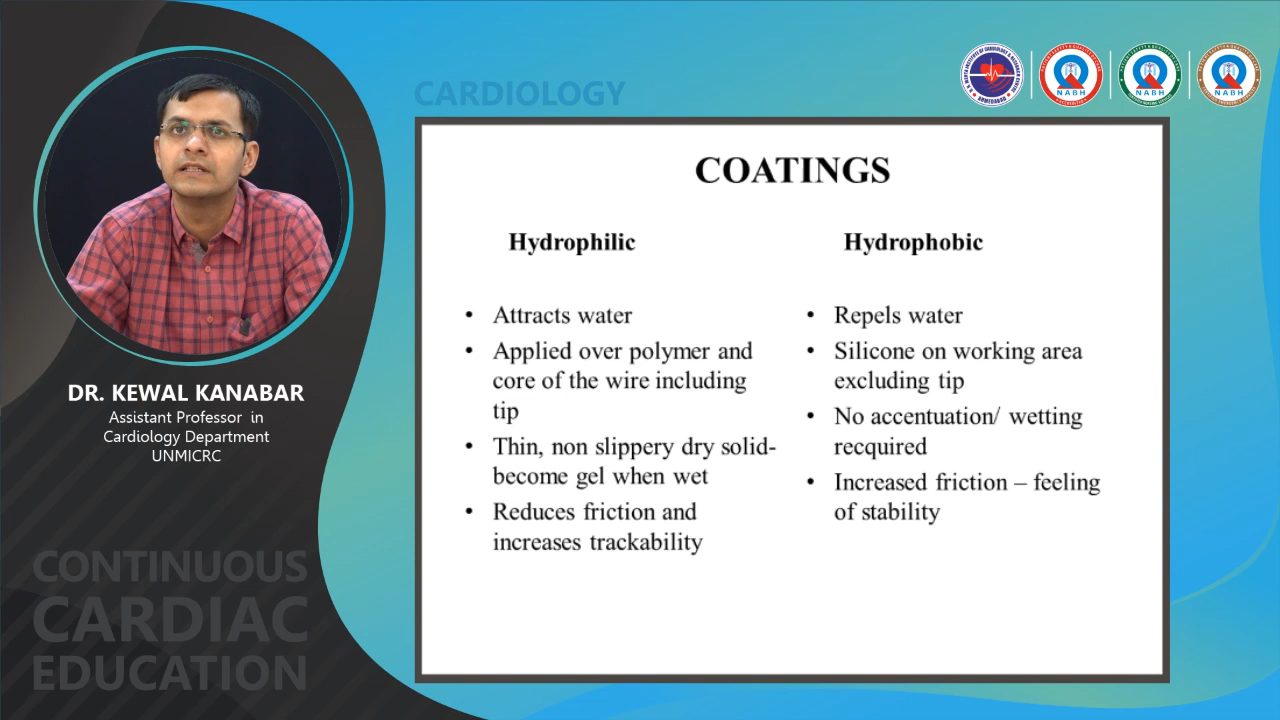 CARDIOLOGY
NABH
NABH
NABH
COATINGS
Hydrophilic
• Attracts water
• Applied over polymer and
core of the wire including
tip
• Thin, non slippery dry solid-
become gel when wet
• Reduces friction and
increases trackability
Hydrophobic
• Repels water
• Silicone on working area
excluding tip
• No accentuation/ wetting
recquired
• Increased friction – feeling
of stability
DR. KEWAL KANABAR
Assistant Professor in
Cardiology Department
UNMICRC
CONTINUOUS
CARDIAC
EDUCATION